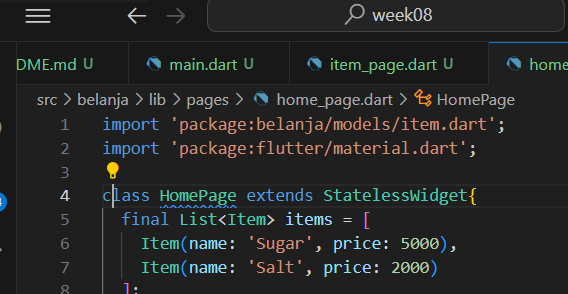 week08
DME.md U
main.dart U
item_page.dart U
home
src > belanja > lib > pages > home_page.dart > HomePage
1 import 'package:belanja/models/item.dart';
2 import 'package:flutter/material.dart';
3
4 class HomePage extends StatelessWidget{
5 final List<Item> items = [
6 Item(name: 'Sugar', price: 5000),
7 Item(name: 'Salt', price: 2000)
8 ];